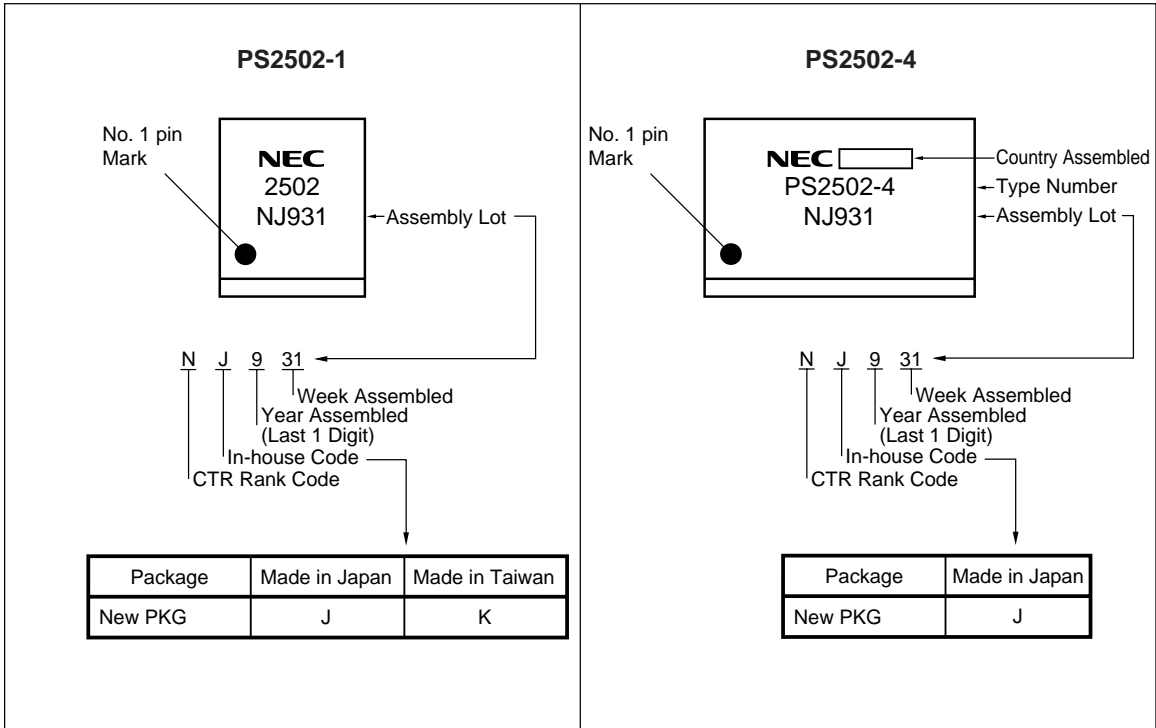 PS2502-1
No. 1 pin
Mark
NEC
2502
NJ931
Assembly Lot
N J 9 31
Week Assembled
Year Assembled
(Last 1 Digit)
In-house Code
CTR Rank Code
Package Made in Japan Made in Taiwan
New PKG J K
PS2502-4
No. 1 pin
Mark
NEC
PS2502-4
NJ931
Country Assembled
Type Number
Assembly Lot
N J 9 31
Week Assembled
Year Assembled
(Last 1 Digit)
In-house Code
CTR Rank Code
Package Made in Japan
New PKG J